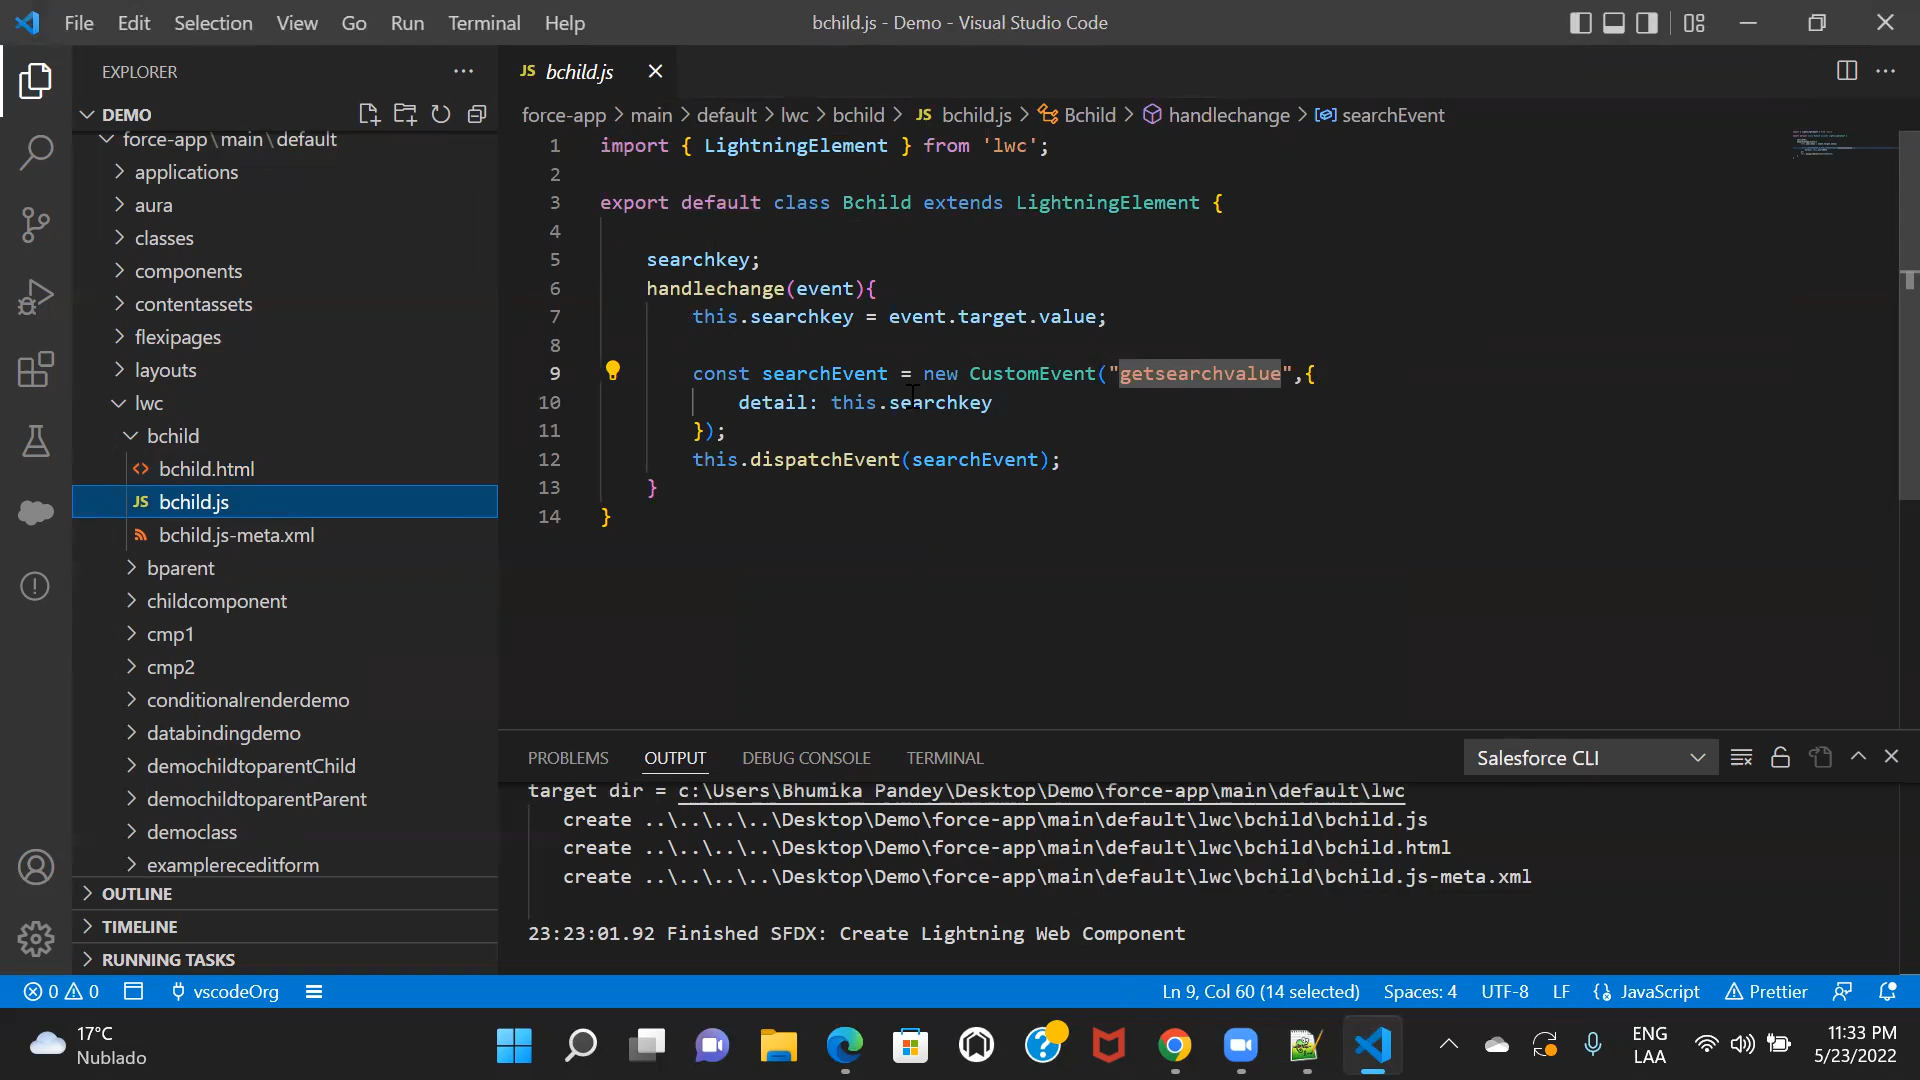 File Edit Selection View Go Run Terminal Help
bchild.js - Demo - Visual Studio Code
EXPLORER
DEMO
force-app\main\default
applications
aura
classes
components
contentassets
flexipages
layouts
lwc
bchild
bchild.html
JS bchild.js
bchild.js-meta.xml
bparent
childcomponent
cmp1
cmp2
conditionalrenderdemo
databindingdemo
demochildtoparentChild
demochildtoparentParent
democlass
examplereceditform
OUTLINE
TIMELINE
RUNNING TASKS
JS bchild.js
force-app > main > default > lwc > bchild > JS bchild.js > Bchild > handlechange > searchEvent
1 import { LightningElement } from 'lwc';
2
3 export default class Bchild extends LightningElement {
4
5 searchkey;
6 handlechange(event){
7 this.searchkey = event.target.value;
8
9 const searchEvent = new CustomEvent("getsearchvalue",{
10 detail: this.searchkey
11 });
12 this.dispatchEvent(searchEvent);
13 }
14 }
PROBLEMS OUTPUT DEBUG CONSOLE TERMINAL
Salesforce CLI
target dir = c:\Users\Bhumika Pandey\Desktop\Demo\force-app\main\default\lwc
create ..\..\..\..\Desktop\Demo\force-app\main\default\lwc\bchild\bchild.js
create ..\..\..\..\Desktop\Demo\force-app\main\default\lwc\bchild\bchild.html
create ..\..\..\..\Desktop\Demo\force-app\main\default\lwc\bchild\bchild.js-meta.xml
23:23:01.92 Finished SFDX: Create Lightning Web Component
0 0 vscodeOrg
Ln 9, Col 60 (14 selected) Spaces: 4 UTF-8 LF JavaScript Prettier
17°C
Nublado
ENG
LAA
11:33 PM
5/23/2022